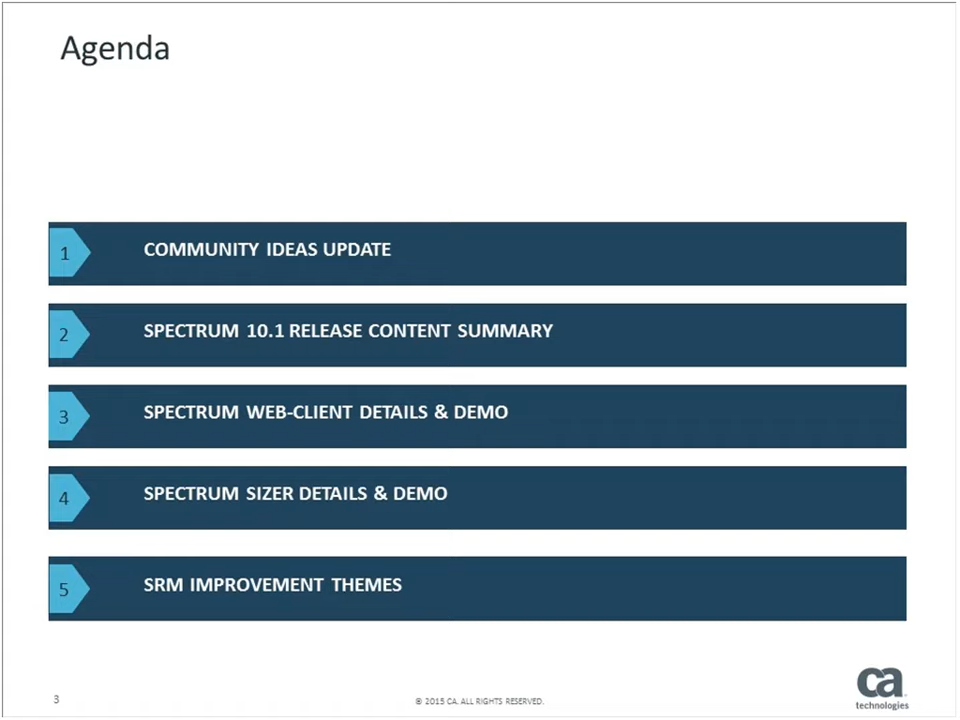 Agenda
1 COMMUNITY IDEAS UPDATE
2 SPECTRUM 10.1 RELEASE CONTENT SUMMARY
3 SPECTRUM WEB-CLIENT DETAILS & DEMO
4 SPECTRUM SIZER DETAILS & DEMO
5 SRM IMPROVEMENT THEMES
3 © 2015 CA. ALL RIGHTS RESERVED.
ca
technologies